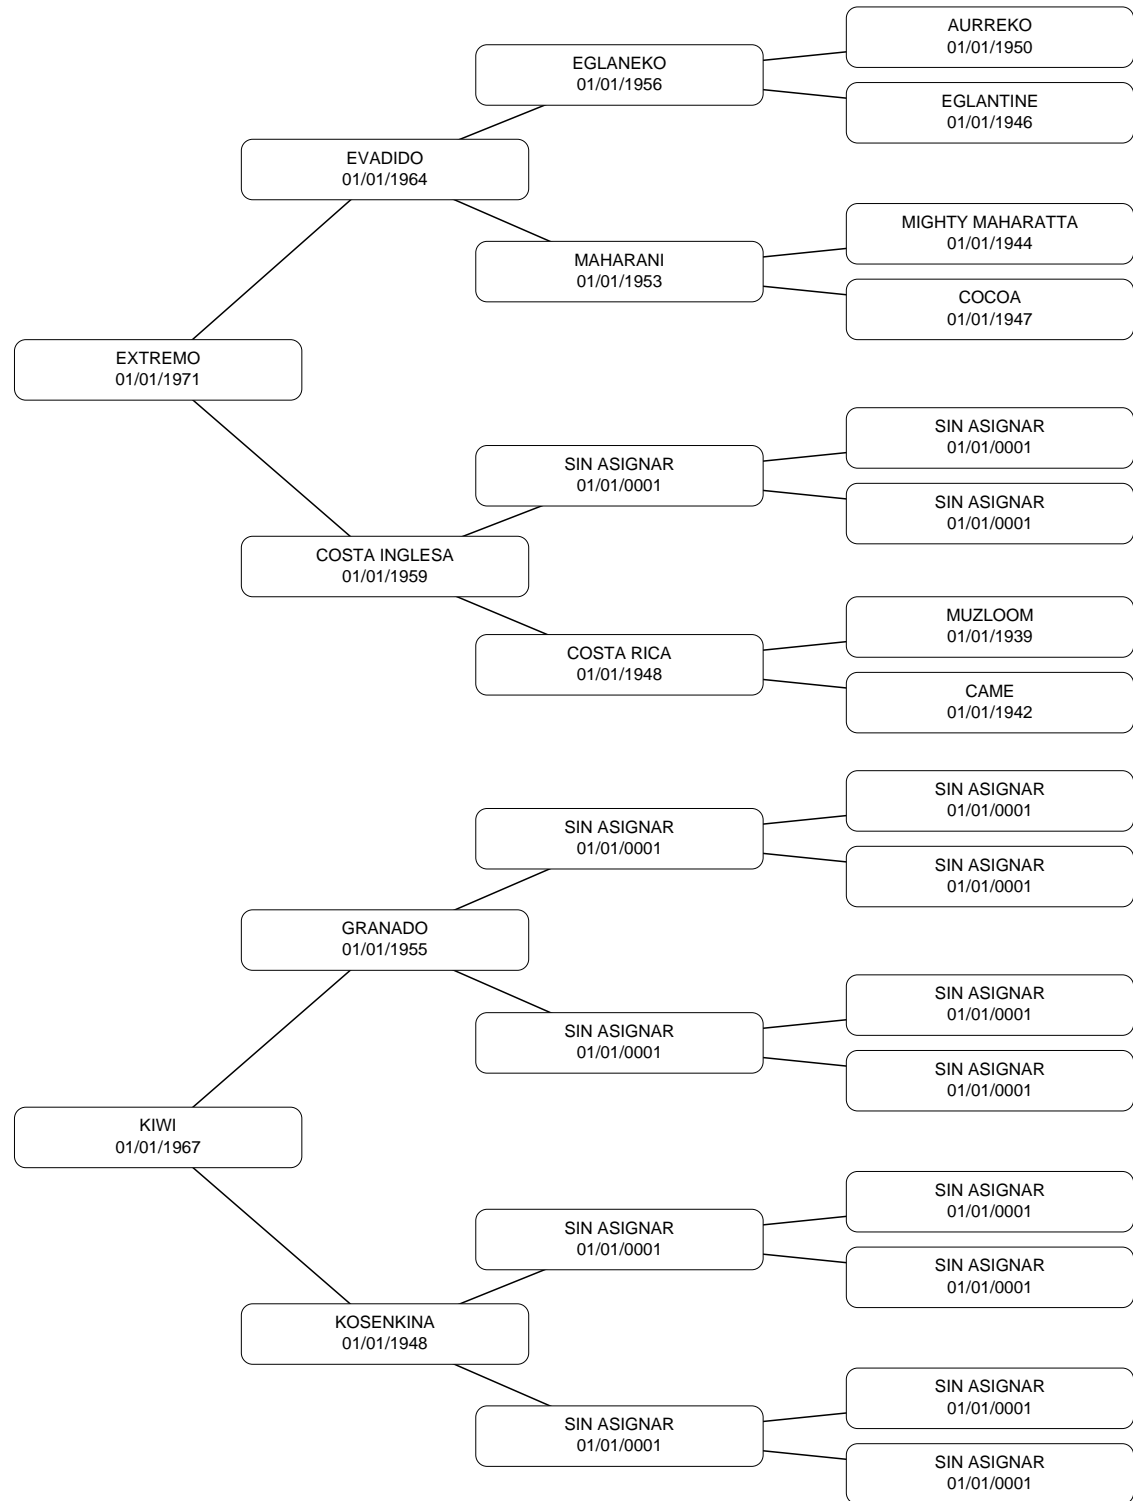 AURREKO
01/01/1950
EGLANEKO
01/01/1956
EGLANTINE
01/01/1946
EVADIDO
01/01/1964
MIGHTY MAHARATTA
01/01/1944
MAHARANI
01/01/1953
COCOA
01/01/1947
EXTREMO
01/01/1971
SIN ASIGNAR
01/01/0001
SIN ASIGNAR
01/01/0001
SIN ASIGNAR
01/01/0001
COSTA INGLESA
01/01/1959
MUZLOOM
01/01/1939
COSTA RICA
01/01/1948
CAME
01/01/1942
SIN ASIGNAR
01/01/0001
SIN ASIGNAR
01/01/0001
SIN ASIGNAR
01/01/0001
GRANADO
01/01/1955
SIN ASIGNAR
01/01/0001
SIN ASIGNAR
01/01/0001
SIN ASIGNAR
01/01/0001
KIWI
01/01/1967
SIN ASIGNAR
01/01/0001
SIN ASIGNAR
01/01/0001
SIN ASIGNAR
01/01/0001
KOSENKINA
01/01/1948
SIN ASIGNAR
01/01/0001
SIN ASIGNAR
01/01/0001
SIN ASIGNAR
01/01/0001